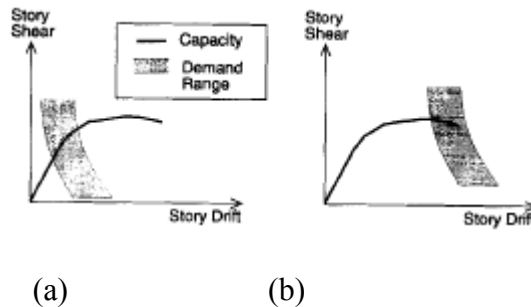 Story
Shear
Capacity
Demand
Range
Story Drift
Story
Shear
Story Drift
(a) (b)